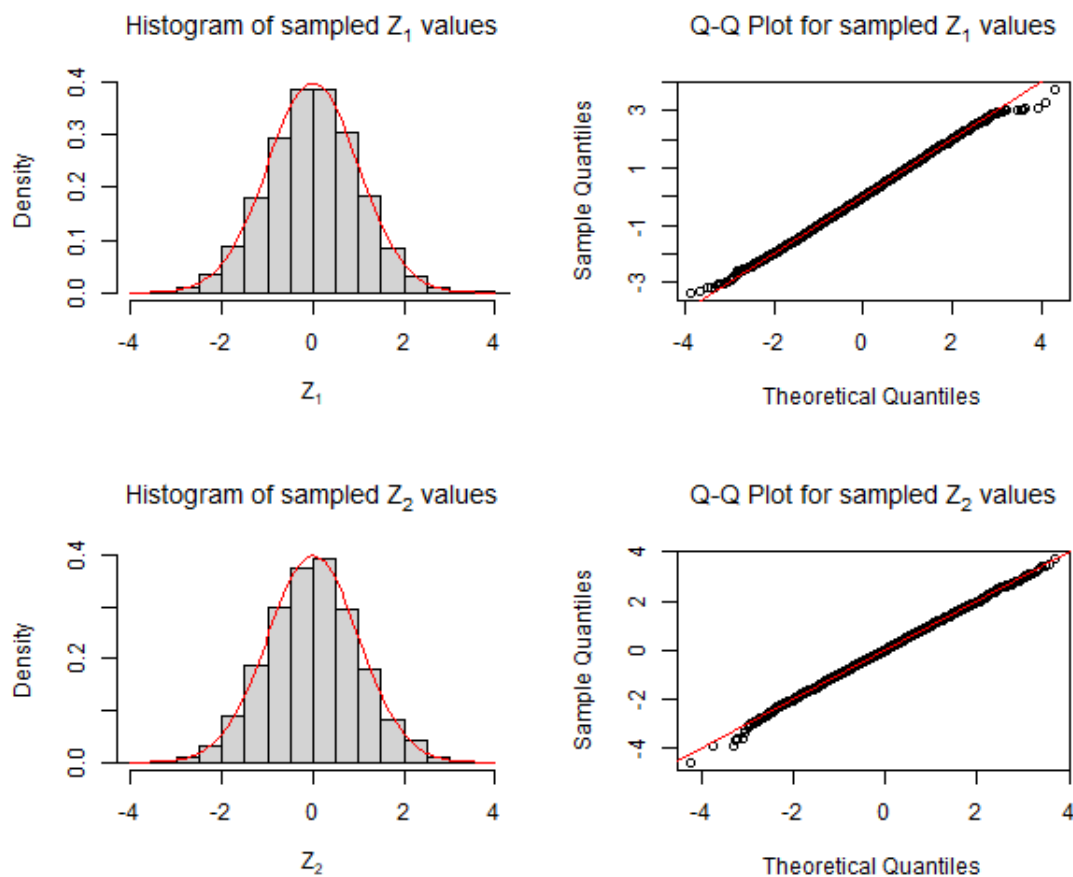 Histogram of sampled Z₁ values
Q-Q Plot for sampled Z₁ values
Density
0.0 0.1 0.2 0.3 0.4
-4 -2 0 2 4
Z₁
Sample Quantiles
-3 -1 1 3
-4 -2 0 2 4
Theoretical Quantiles
Histogram of sampled Z₂ values
Q-Q Plot for sampled Z₂ values
Density
0.0 0.2 0.4
-4 -2 0 2 4
Z₂
Sample Quantiles
-4 -2 0 2 4
-4 -2 0 2 4
Theoretical Quantiles